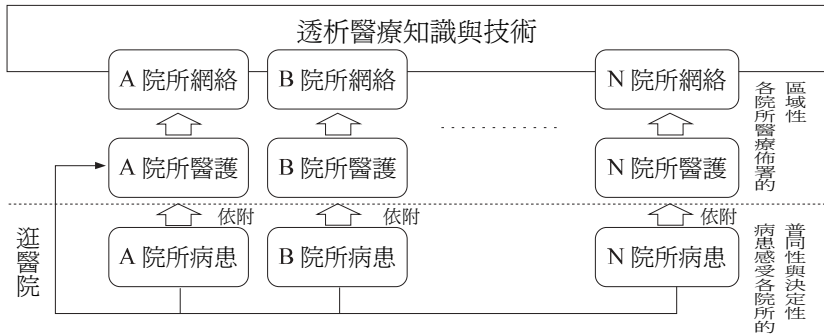 透析醫療知識與技術
A 院所網絡
B 院所網絡
N 院所網絡
A 院所醫護
B 院所醫護
N 院所醫護
區域性
各院所醫療佈署的
依附
依附
依附
A 院所病患
B 院所病患
N 院所病患
逛醫院
普同性與決定性
病患感受各院所的